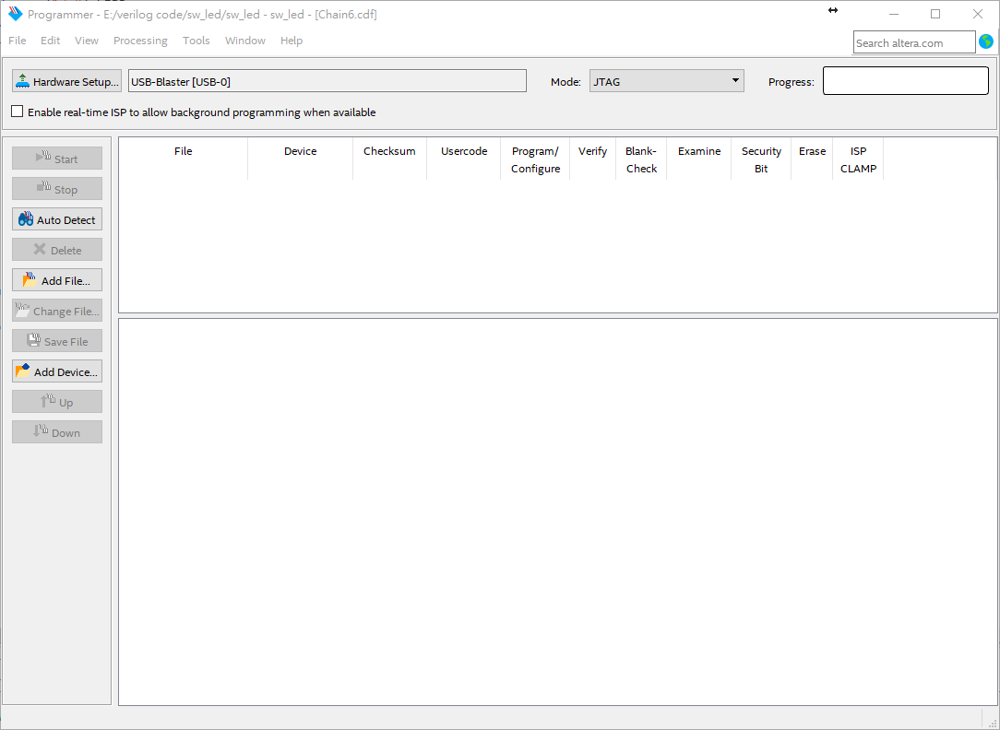 Programmer - E:/verilog code/sw_led/sw_led - sw_led - [Chain6.cdf]
File Edit View Processing Tools Window Help
Search altera.com
Hardware Setup... USB-Blaster [USB-0] Mode: JTAG Progress:
Enable real-time ISP to allow background programming when available
File Device Checksum Usercode Program/ Configure Verify Blank- Check Examine Security Bit Erase ISP CLAMP
Start
Stop
Auto Detect
Delete
Add File...
Change File...
Save File
Add Device...
Up
Down